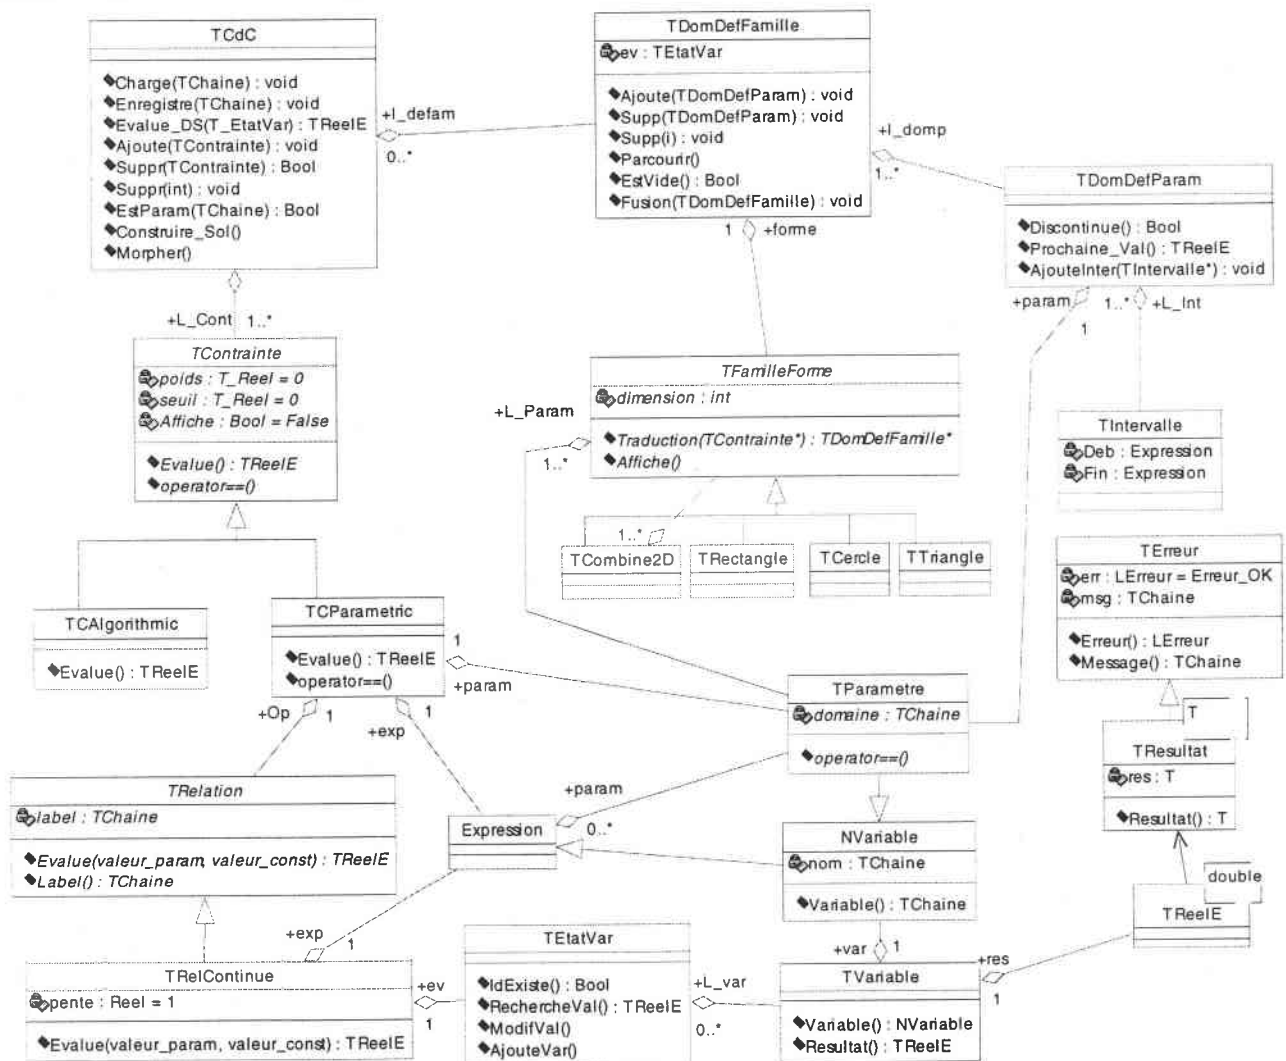 TCdC
Charge(TChaine) : void
Enregistre(TChaine) : void
Evalue_DS(T_EtatVar) : TReelE
Ajoute(TContrainte) : void
Suppr(TContrainte) : Bool
Suppr(int) : void
EstParam(TChaine) : Bool
Construire_Sol()
Morpher()
+l_defam
0..*
TDomDefFamille
ev : TEtatVar
Ajoute(TDomDefParam) : void
Supp(TDomDefParam) : void
Supp(i) : void
Parcourir()
EstVide() : Bool
Fusion(TDomDefFamille) : void
+l_domp
1..*
1
+forme
TDomDefParam
Discontinue() : Bool
Prochaine_Val() : TReelE
AjouteInter(TIntervalle*) : void
+param
1
1..*
+L_Int
+L_Cont
1..*
TContrainte
poids : T_Reel = 0
seuil : T_Reel = 0
Affiche : Bool = False
Evalue() : TReelE
operator==()
TFamilleForme
dimension : int
Traduction(TContrainte*) : TDomDefFamille*
Affiche()
+L_Param
1..*
TIntervalle
Deb : Expression
Fin : Expression
1..*
TCombine2D
TRectangle
TCercle
TTriangle
TErreur
err : LErreur = Erreur_OK
msg : TChaine
Erreur() : LErreur
Message() : TChaine
TCAlgorithmic
Evalue() : TReelE
TCParametric
Evalue() : TReelE
operator==()
1
+param
+Op
1
1
+exp
TParametre
domaine : TChaine
operator==()
T
TResultat
res : T
Resultat() : T
TRelation
label : TChaine
Evalue(valeur_param, valeur_const) : TReelE
Label() : TChaine
Expression
+param
0..*
NVariable
nom : TChaine
Variable() : TChaine
double
TReelE
+exp
1
TRelContinue
pente : Reel = 1
Evalue(valeur_param, valeur_const) : TReelE
+ev
1
TEtatVar
IdExiste() : Bool
RechercheVal() : TReelE
ModifVal()
AjouteVar()
+L_var
0..*
+var
1
TVariable
Variable() : NVariable
Resultat() : TReelE
+res
1